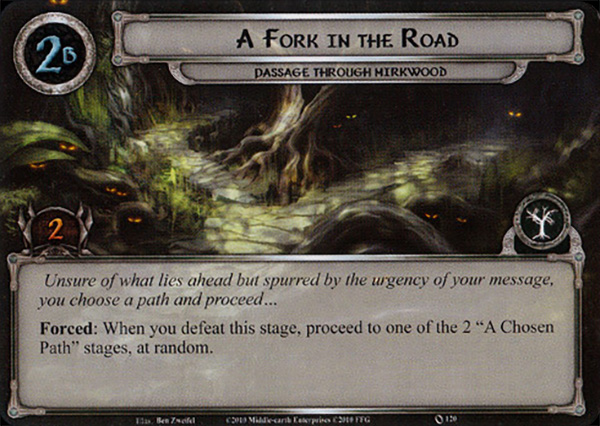 2B
A Fork in the Road
Passage Through Mirkwood
2
Unsure of what lies ahead but spurred by the urgency of your message,
you choose a path and proceed…
Forced: When you defeat this stage, proceed to one of the 2 “A Chosen
Path” stages, at random.
Illus. Ben Zweifel ©2010 Middle-earth Enterprises ©2010 FFG 120